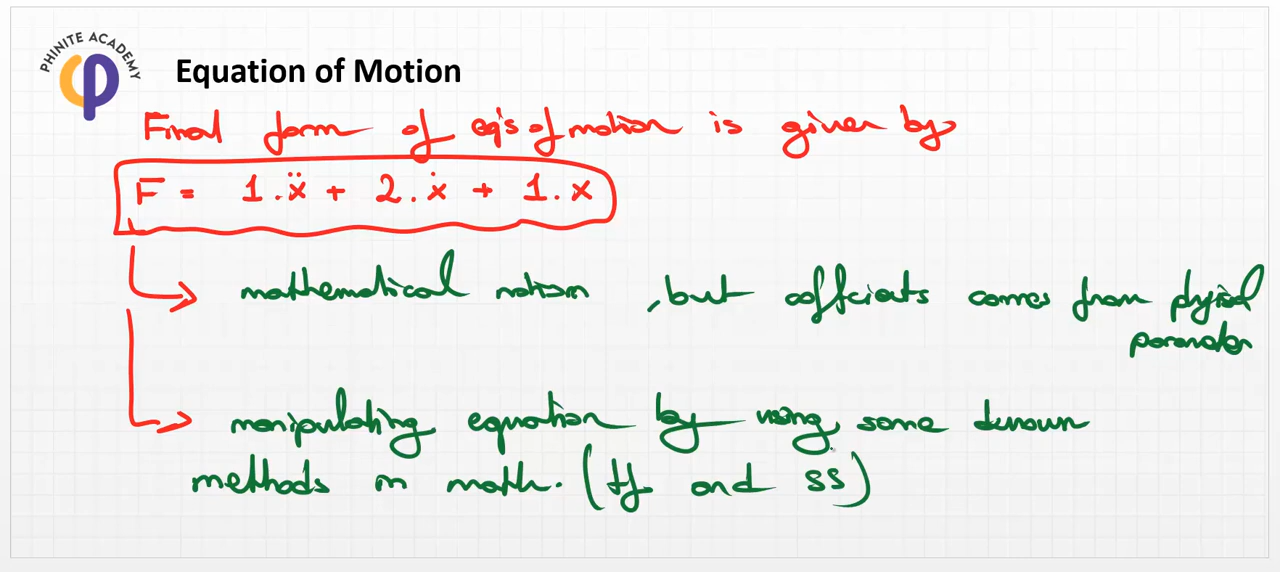 PHINITE ACADEMY
Equation of Motion
Final form of eq's of motion is given by
F = 1.ẍ + 2.ẋ + 1.x
mathematical notion , but cofficients comes from physical
parameter
manipulating equation by using some known
methods in math. (tf and SS)